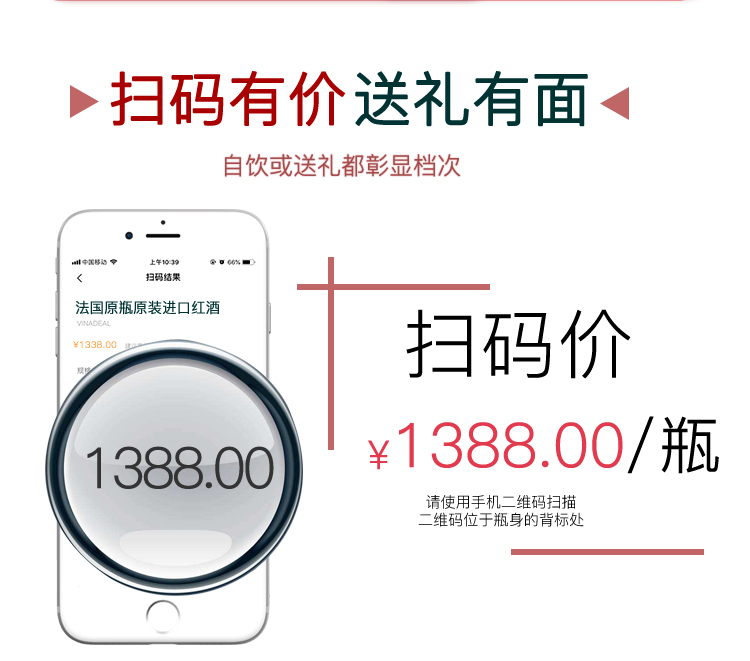 扫码有价 送礼有面
自饮或送礼都彰显档次
中国移动 上午10:39 66%
扫码结果
法国原瓶原装进口红酒
VINADEAL
¥1338.00
规格
1388.00
扫码价
¥1388.00/瓶
请使用手机二维码扫描
二维码位于瓶身的背标处